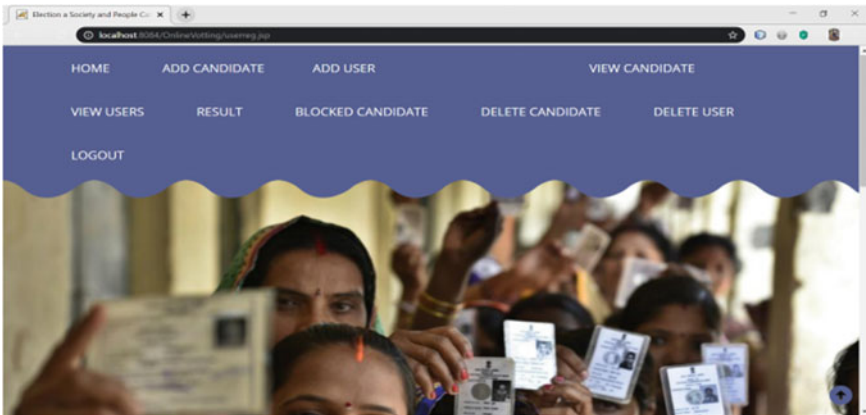 Election a Society and People Ca
localhost:8084/OnlineVotting/userreg.jsp
HOME ADD CANDIDATE ADD USER VIEW CANDIDATE
VIEW USERS RESULT BLOCKED CANDIDATE DELETE CANDIDATE DELETE USER
LOGOUT